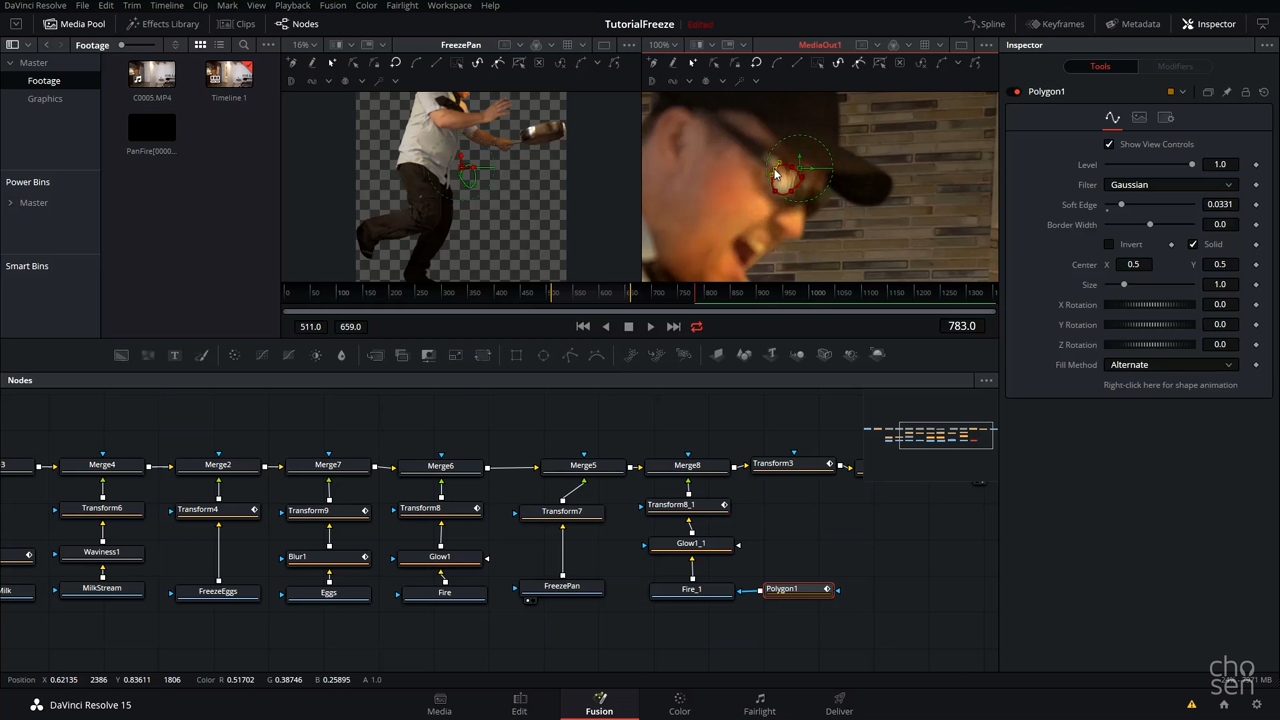 DaVinci Resolve File Edit Trim Timeline Clip Mark View Playback Fusion Color Fairlight Workspace Help
Media Pool Effects Library Clips Nodes TutorialFreeze Edited Spline Keyframes Metadata Inspector
Footage 16% FreezePan 100% MediaOut1 Inspector
Master
Footage
Graphics
Power Bins
Master
Smart Bins
C0005.MP4 Timeline 1
PanFire[0000...
Tools Modifiers
Polygon1
Show View Controls
Level 1.0
Filter Gaussian
Soft Edge 0.0331
Border Width 0.0
Invert Solid
Center X 0.5 Y 0.5
Size 1.0
X Rotation 0.0
Y Rotation 0.0
Z Rotation 0.0
Fill Method Alternate
Right-click here for shape animation
0 50 100 150 200 250 300 350 400 450 500 550 600 650 700 750 800 850 900 950 1000 1050 1100 1150 1200 1250 1300
511.0 659.0 783.0
Nodes
3 Merge4 Merge2 Merge7 Merge6 Merge5 Merge8 Transform3
Transform6 Transform4 Transform9 Transform8 Transform7 Transform8_1
Waviness1 Blur1 Glow1 Glow1_1
Milk MilkStream FreezeEggs Eggs Fire FreezePan Fire_1 Polygon1
Position X 0.62135 2386 Y 0.83611 1806 Color R 0.51702 G 0.38746 B 0.25895 A 1.0
cho
sen
DaVinci Resolve 15 Media Edit Fusion Color Fairlight Deliver